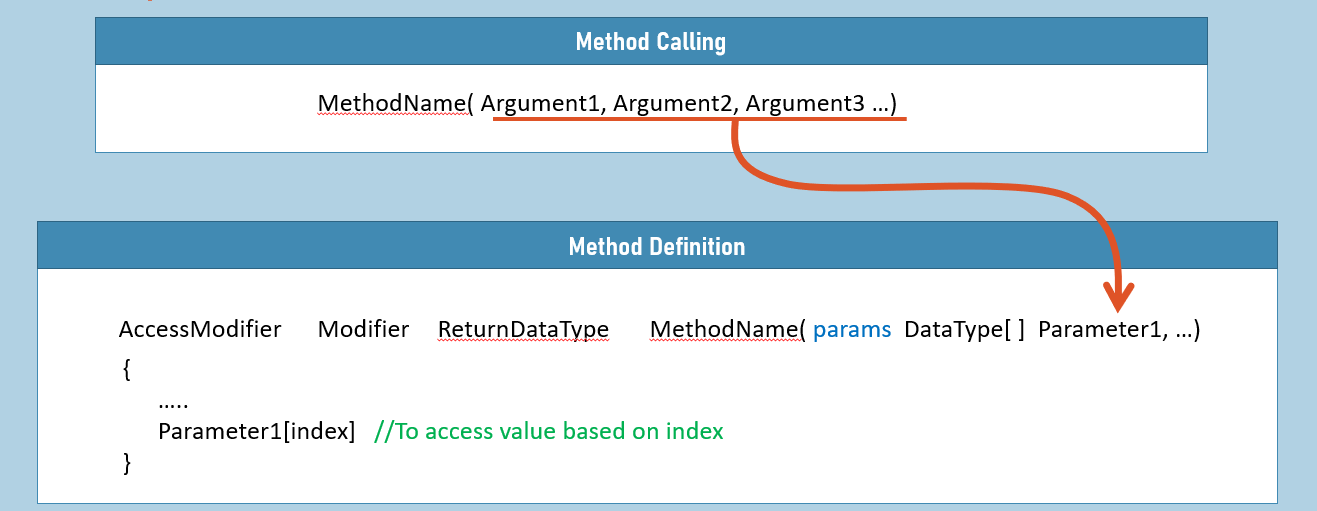 Method Calling
MethodName( Argument1, Argument2, Argument3 …)
Method Definition
AccessModifier Modifier ReturnDataType MethodName( params DataType[ ] Parameter1, …)
{
…..
Parameter1[index] //To access value based on index
}